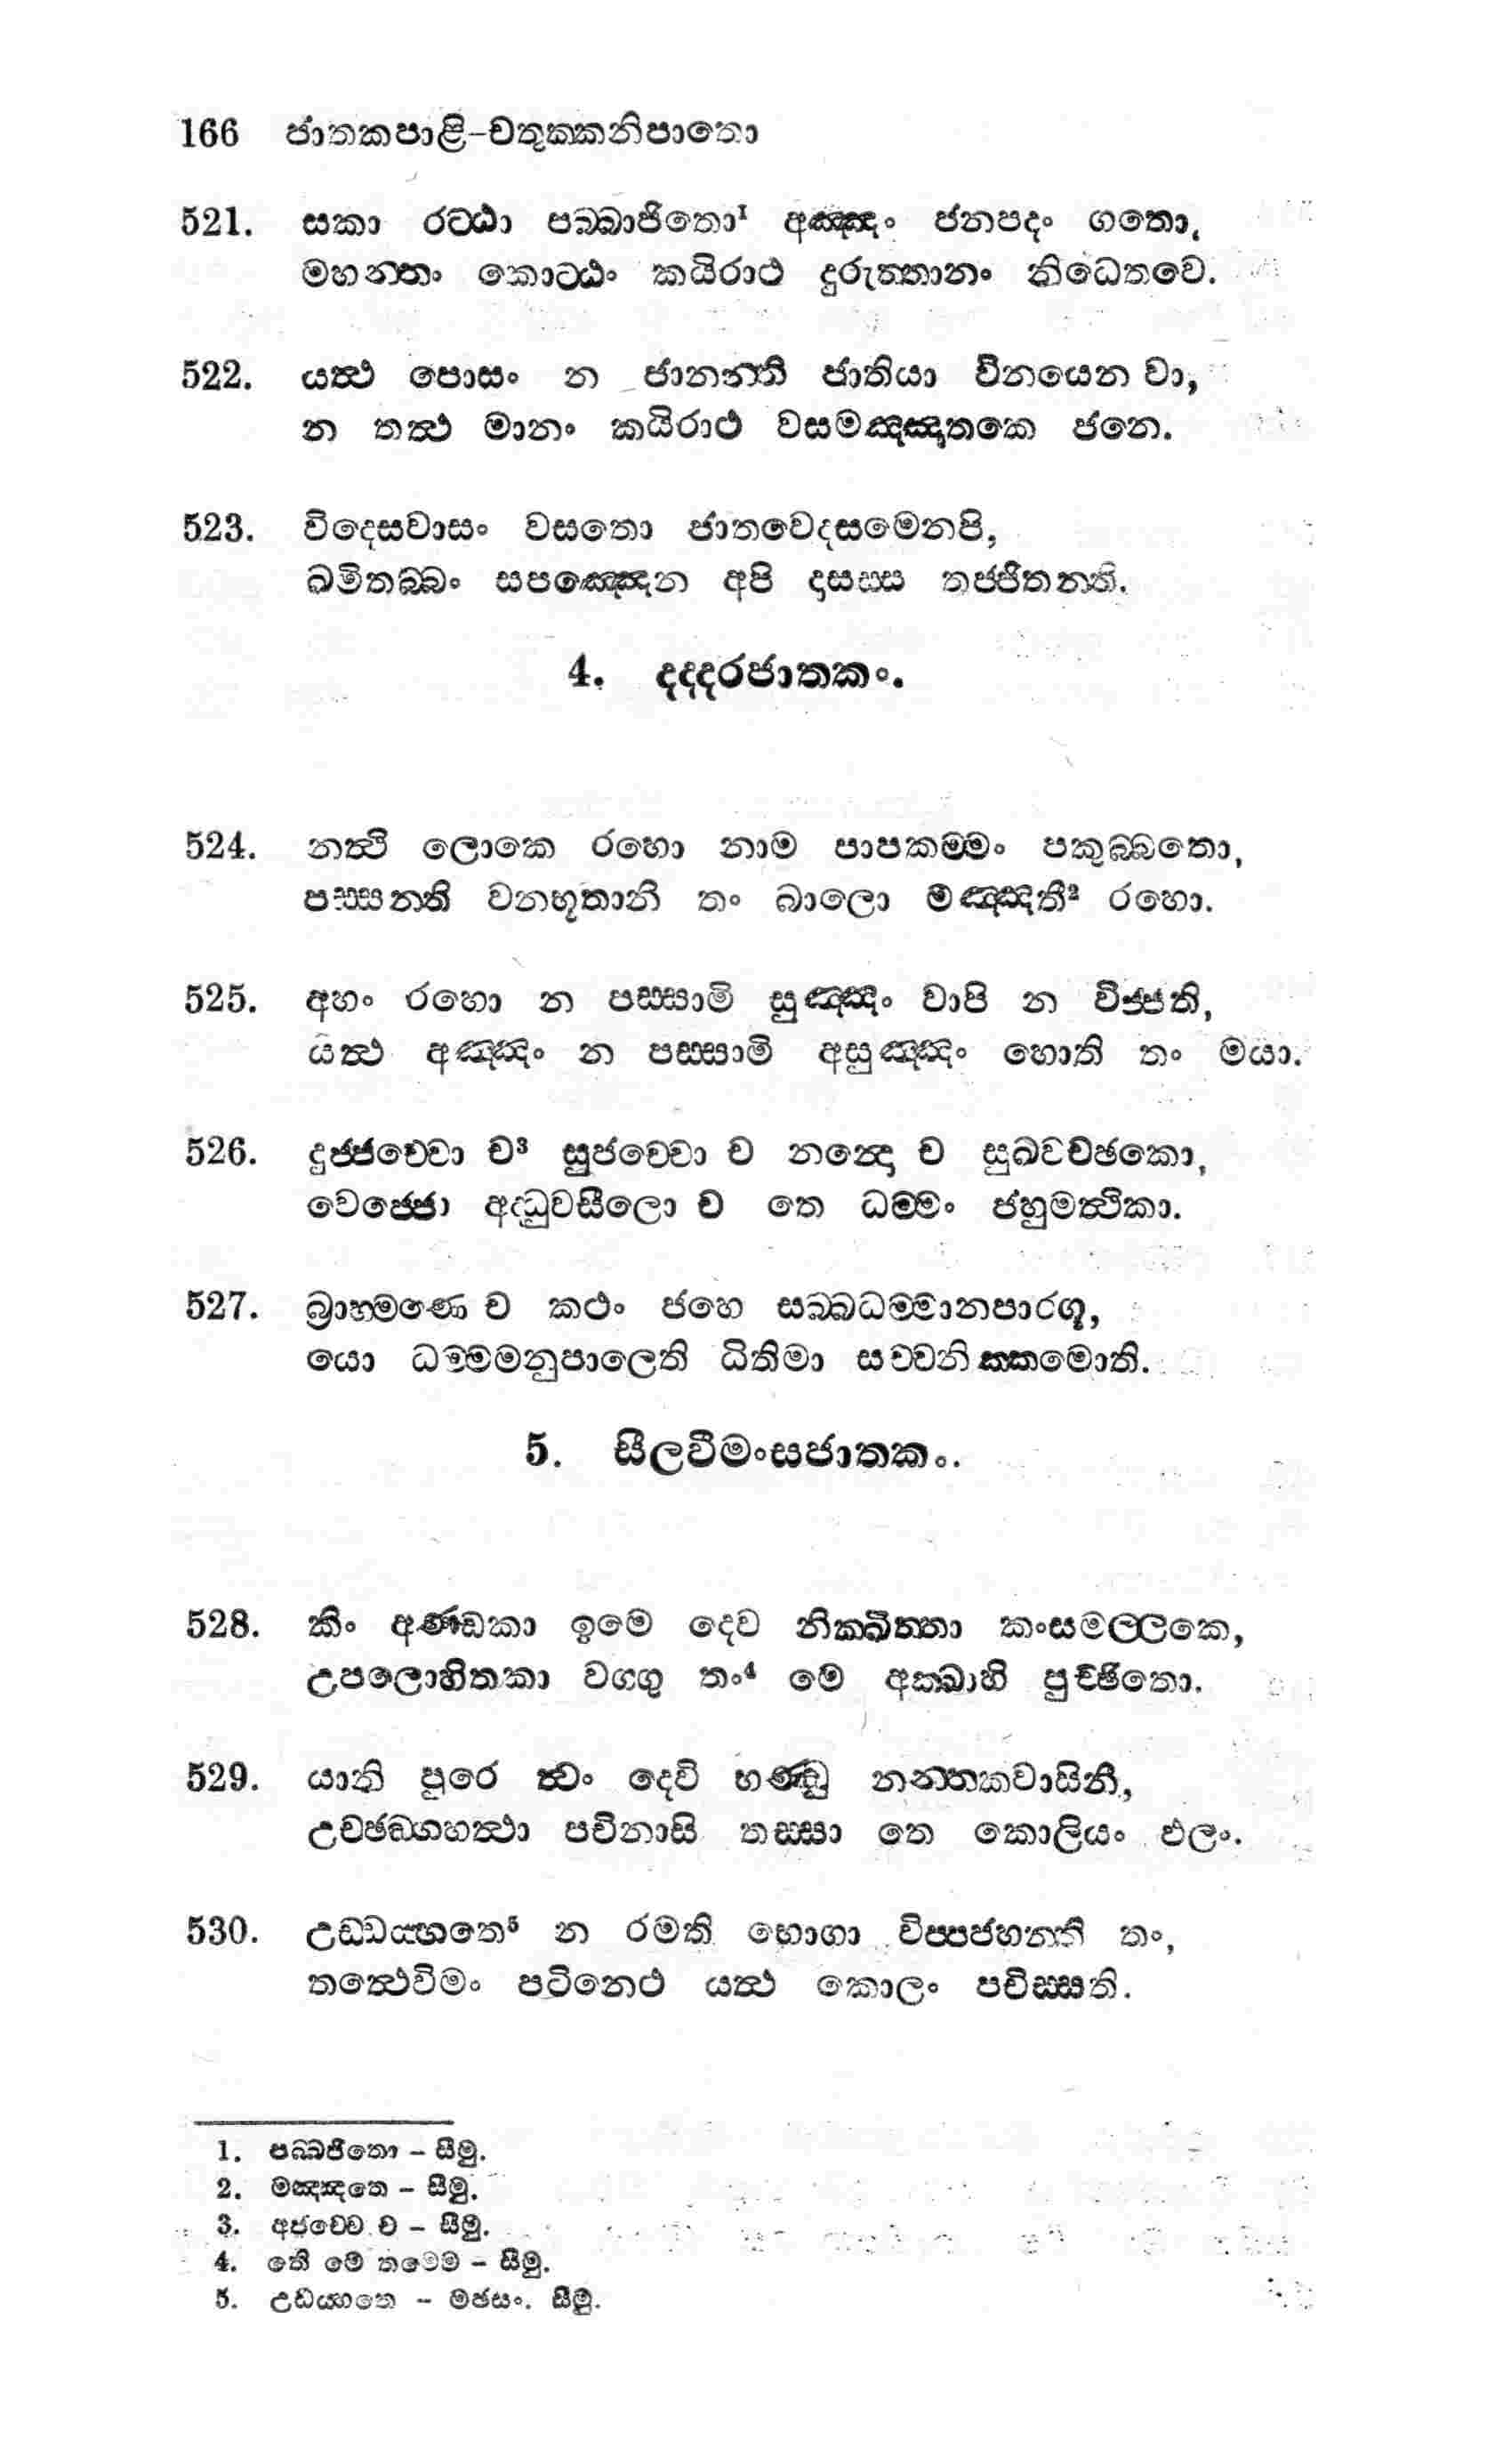 166 ජාතකපාළි-චතුක්කනිපාතො
521. සකා රට්ඨා පබ්බාජිතො¹ අඤ්ඤං ජනපදං ගතො,
මහන්තං කොට්ඨං කයිරාථ දුරුත්තානං නිධෙතවෙ.
522. යත්ථ පොසං න ජානන්ති ජාතියා විනයෙන වා,
න තත්ථ මානං කයිරාථ වසමඤ්ඤාතකෙ ජනෙ.
523. විදෙසවාසං වසතො ජාතවෙදසමෙනපි,
ඛමිතබ්බං සපඤ්ඤෙන අපි දාසස්ස තජ්ජිතන්ති.
4. දද්දරජාතකං.
524. නත්ථි ලොකෙ රහො නාම පාපකම්මං පකුබ්බතො,
පස්සන්ති වනභූතානි තං බාලො මඤ්ඤතී² රහො.
525. අහං රහො න පස්සාමි සුඤ්ඤං වාපි න විජ්ජති,
යත්ථ අඤ්ඤං න පස්සාමි අසුඤ්ඤං හොති තං මයා.
526. දුජ්ජච්චො ච³ සුජච්චො ච නන්දො ච සුඛවච්ඡකො,
වෙජ්ජො අද්ධුවසීලො ච තෙ ධම්මං ජහුමත්ථිකා.
527. බ්‍රාහ්මණෙ ච කථං ජහෙ සබ්බධම්මානපාරගූ,
යො ධම්මමනුපාලෙති ධිතිමා සච්චනික්කමොති.
5. සීලවීමංසජාතකං.
528. කිං අණ්ඩකා ඉමෙ දෙව නික්ඛිත්තා කංසමල්ලකෙ,
උපලොහිතකා වග්ගු තං⁴ මෙ අක්ඛාහි පුච්ඡිතො.
529. යානි පුරෙ ත්වං දෙවි භණ්ඩු නන්තකවාසිනී,
උච්ඡඞ්ගහත්ථා පචිනාසි තස්සා තෙ කොලියං ඵලං.
530. උඩ්ඩය්හතෙ⁵ න රමති භොගා විප්පජහන්ති තං,
තත්ථෙවිමං පටිනෙථ යත්ථ කොලං පචිස්සති.
1. පබ්බජිතො – සීමු.
2. මඤ්ඤතෙ – සීමු.
3. අජච්චෙ ච – සීමු.
4. තෙති මෙ තමෙම – සීමු.
5. උඩ්ය්හතෙ – මඡසං. සීමු.